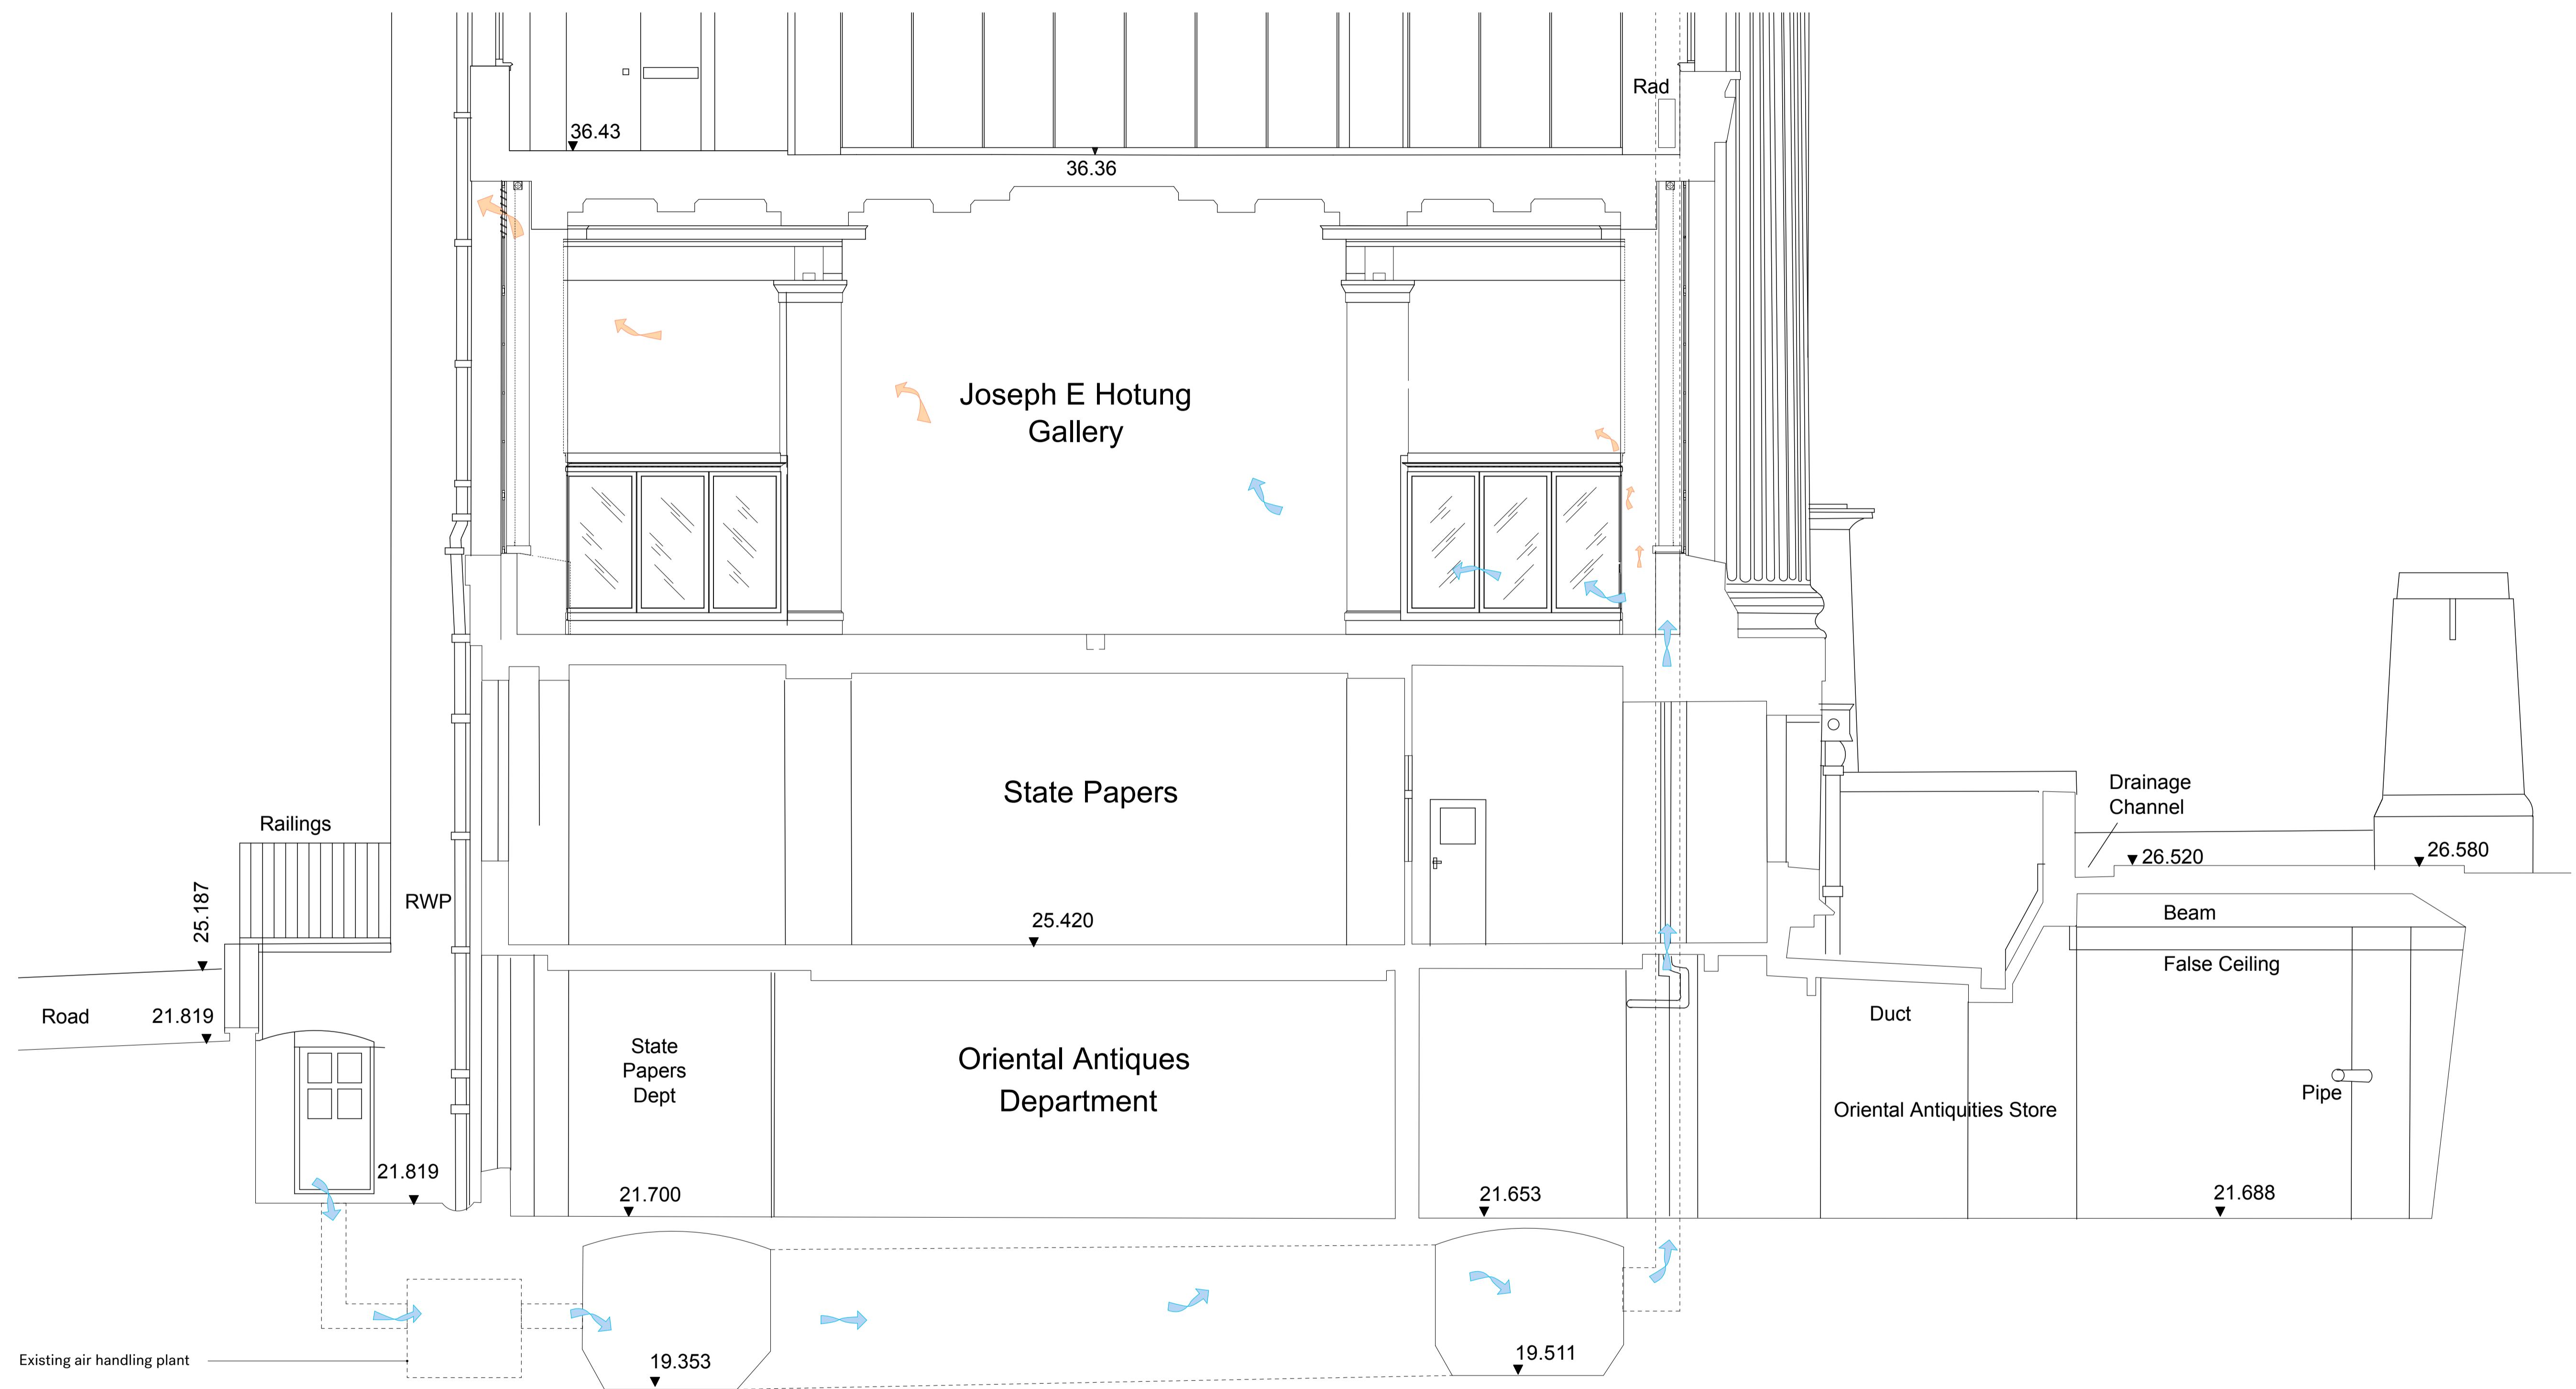 Rad
36.43
36.36
Joseph E Hotung
Gallery
State Papers
Drainage
Channel
Railings
26.520
26.580
25.187
RWP
25.420
Beam
False Ceiling
Road
21.819
Duct
State
Papers
Dept
Oriental Antiques
Department
Pipe
Oriental Antiquities Store
21.819
21.700
21.653
21.688
Existing air handling plant
19.353
19.511